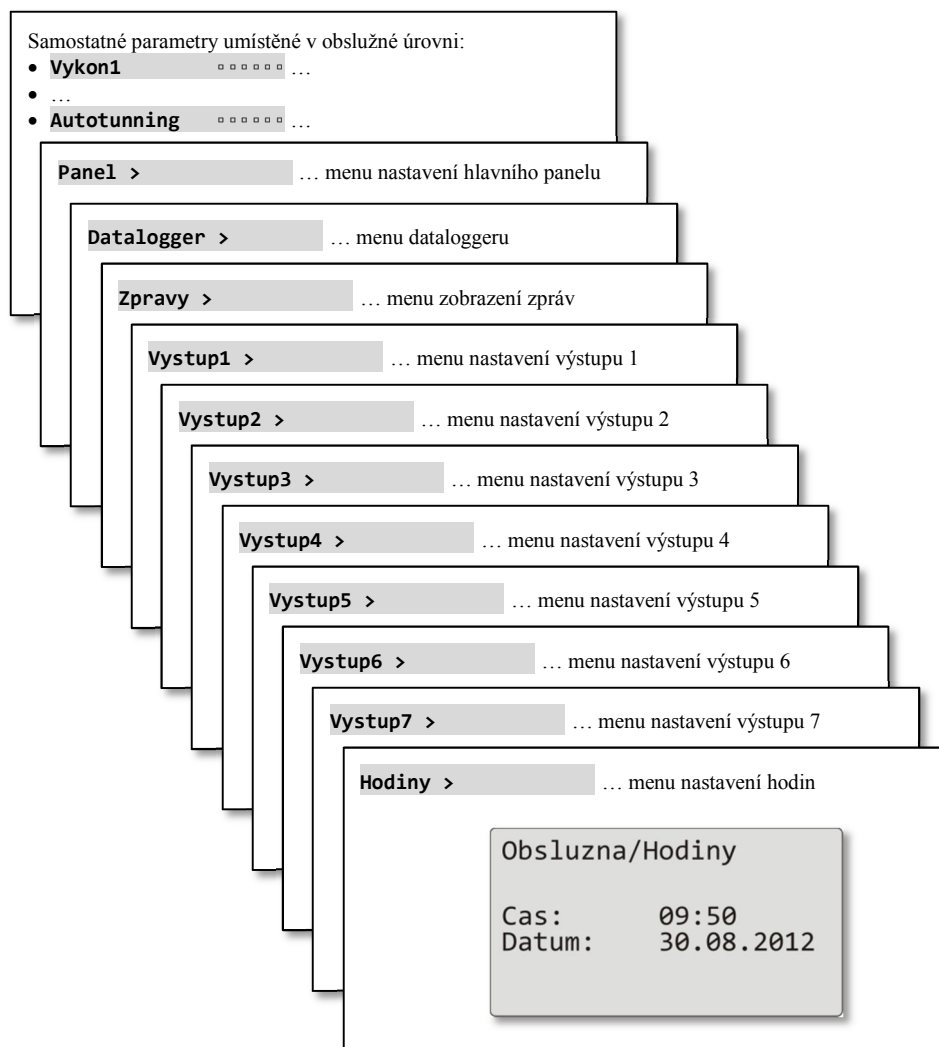 Samostatné parametry umístěné v obslužné úrovni:
• Vykon1 ▫▫▫▫▫▫ …
• …
• Autotunning ▫▫▫▫▫▫ …
Panel > … menu nastavení hlavního panelu
Datalogger > … menu dataloggeru
Zpravy > … menu zobrazení zpráv
Vystup1 > … menu nastavení výstupu 1
Vystup2 > … menu nastavení výstupu 2
Vystup3 > … menu nastavení výstupu 3
Vystup4 > … menu nastavení výstupu 4
Vystup5 > … menu nastavení výstupu 5
Vystup6 > … menu nastavení výstupu 6
Vystup7 > … menu nastavení výstupu 7
Hodiny > … menu nastavení hodin
Obsluzna/Hodiny
Cas: 09:50
Datum: 30.08.2012